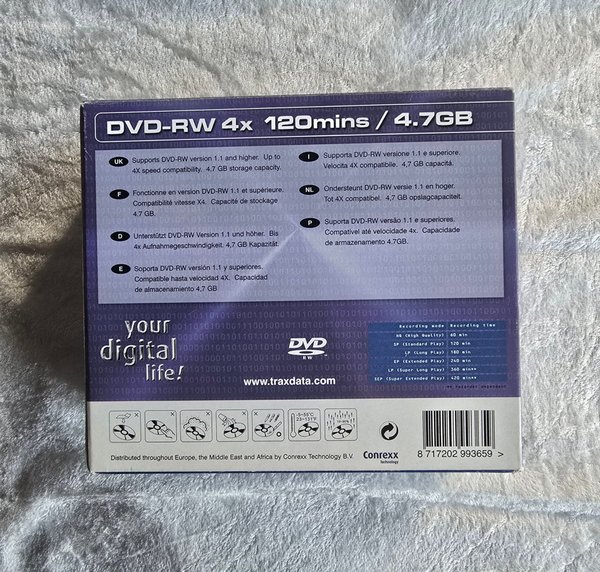 DVD-RW 4x 120mins / 4.7GB
UK Supports DVD-RW version 1.1 and higher. Up to
4X speed compatibility. 4.7 GB storage capacity.
F Fonctionne en version DVD-RW 1.1 et supérieure.
Compatibilité vitesse X4. Capacité de stockage
4,7 GB.
D Unterstützt DVD-RW Version 1.1 und höher. Bis
4x Aufnahmegeschwindigkeit. 4,7 GB Kapazität.
E Soporta DVD-RW versión 1.1 y superiores.
Compatible hasta velocidad 4X. Capacidad
de almacenamiento 4,7 GB
I Supporta DVD-RW versione 1.1 e superiore.
Velocita 4X compatibile. 4.7 GB capacitá.
NL Ondersteunt DVD-RW versie 1.1 en hoger.
Tot 4X compatibel. 4.7 GB opslagcapaciteit.
P Suporta DVD-RW versão 1.1 e superiores.
Compatível até velocidade 4x. Capacidade
de armazenamento 4.7GB.
your
digital
life!
DVD
RW
www.traxdata.com
Recording mode Recording time
HQ (High Quality) 60 min
SP (Standard Play) 120 min
LP (Long Play) 180 min
EP (Extended Play) 240 min
LP (Super Long Play) 360 min**
SEP (Super Extended Play) 420 min**
** Recorder dependent
-5~55°C
23~131°F
Distributed throughout Europe, the Middle East and Africa by Conrexx Technology B.V.
Conrexx
Technology
8 717202 993659 >